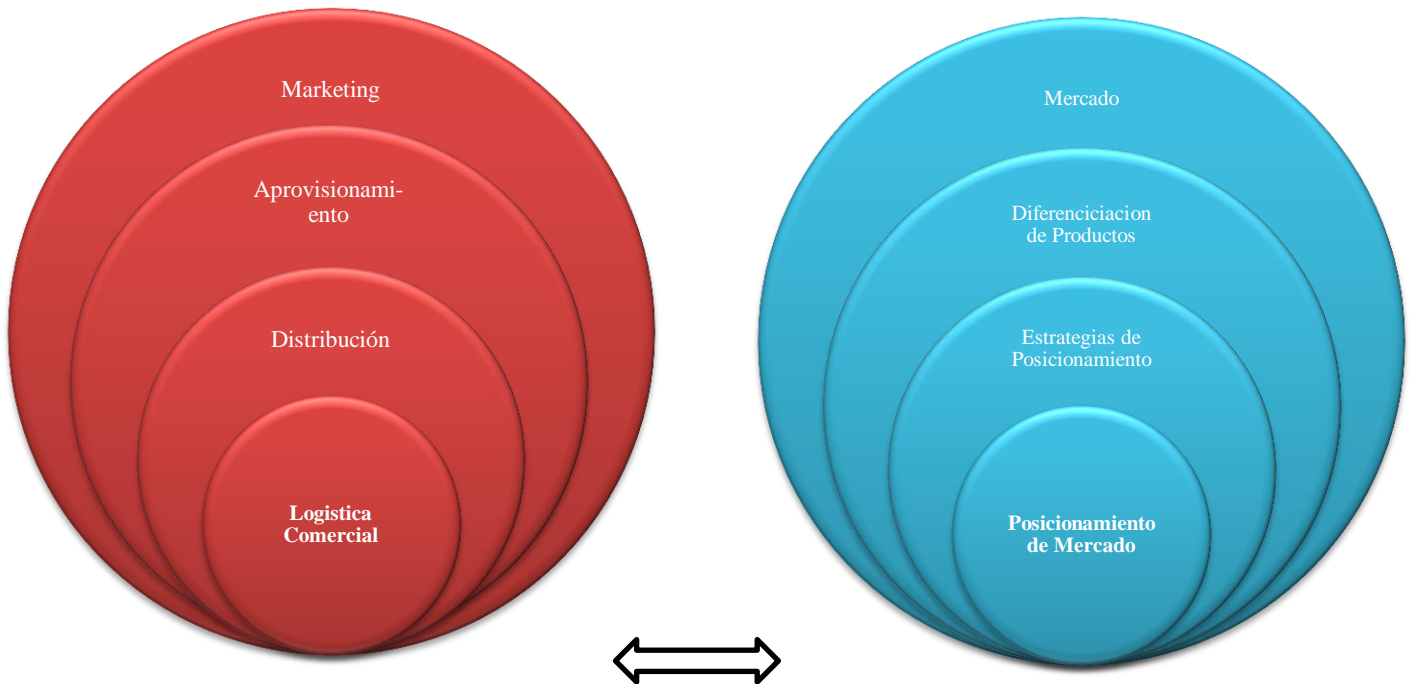 Marketing
Aprovisionami-
ento
Distribución
Logistica
Comercial
Mercado
Diferenciciacion
de Productos
Estrategias de
Posicionamiento
Posicionamiento
de Mercado